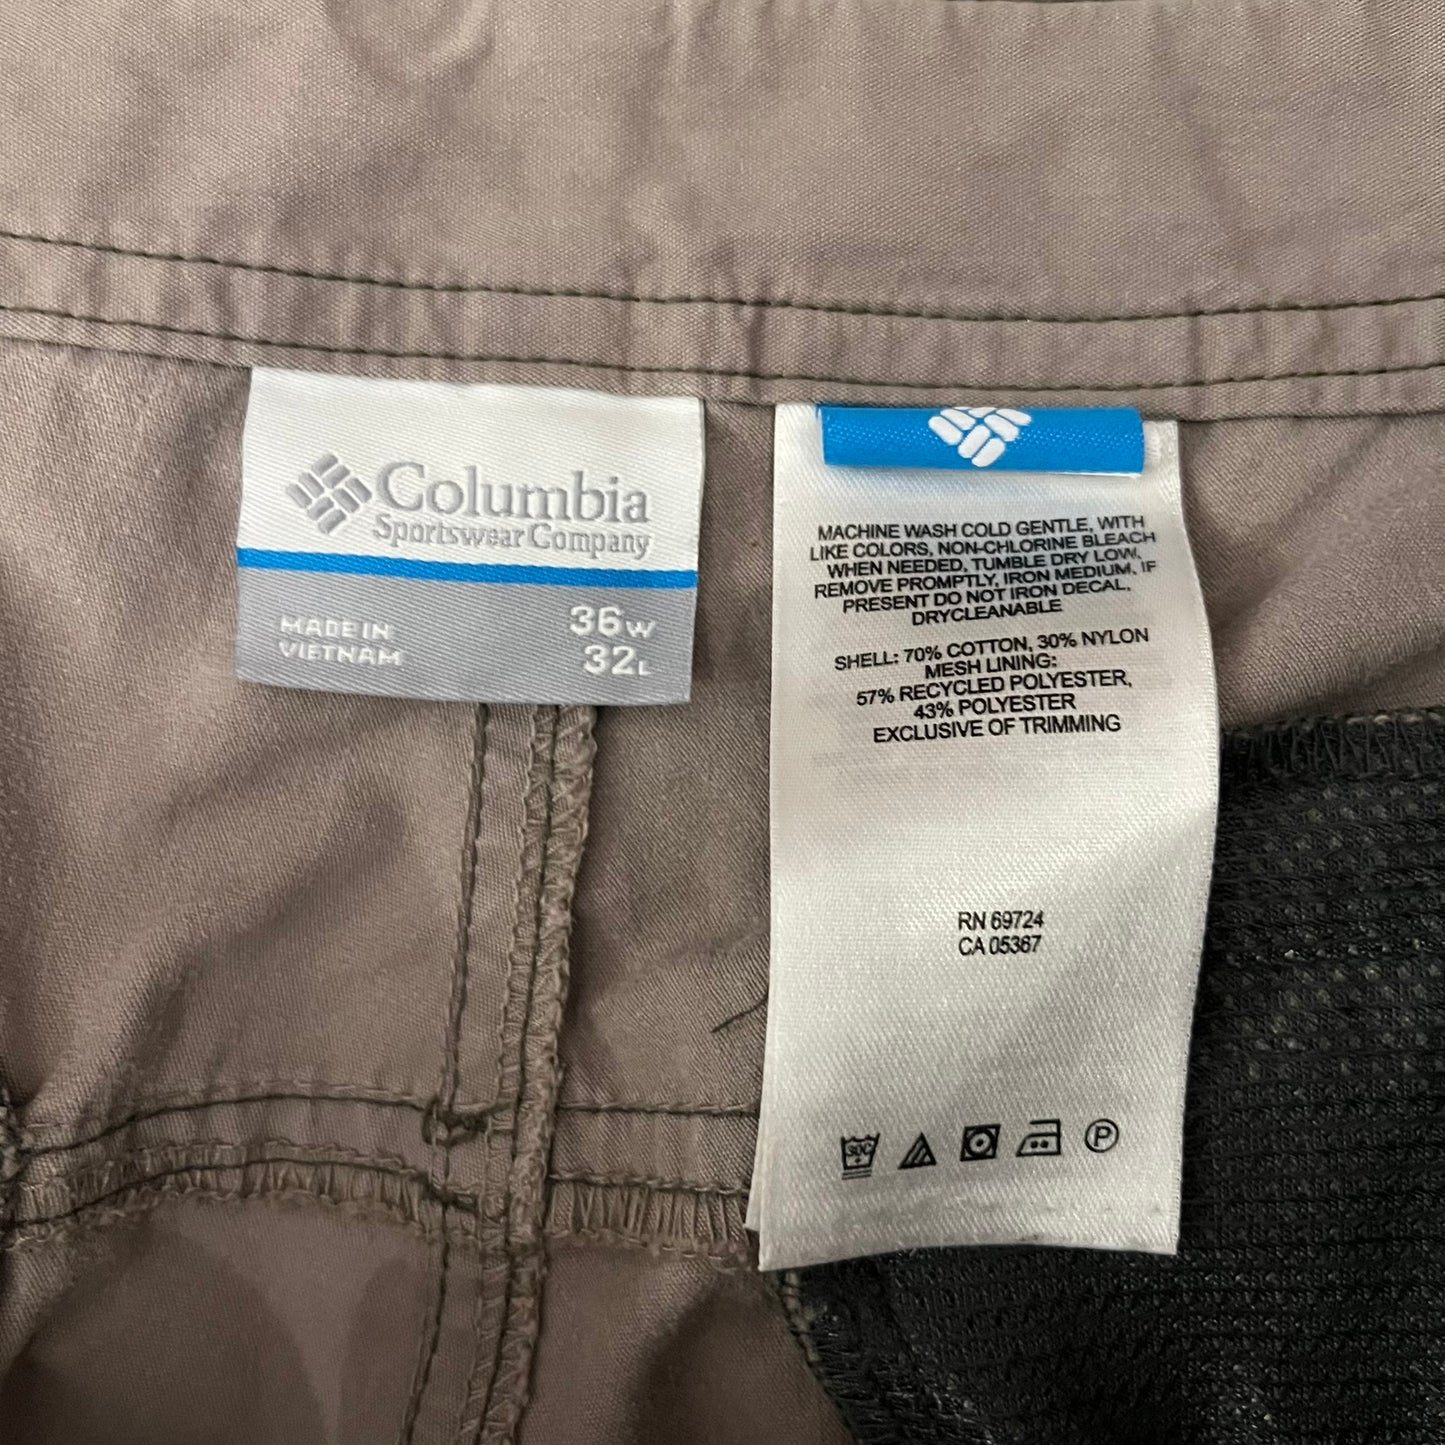 Columbia
Sportswear Company
MADE IN
VIETNAM
36W
32L
MACHINE WASH COLD GENTLE, WITH
LIKE COLORS, NON-CHLORINE BLEACH
WHEN NEEDED, TUMBLE DRY LOW,
REMOVE PROMPTLY, IRON MEDIUM. IF
PRESENT DO NOT IRON DECAL,
DRYCLEANABLE
SHELL: 70% COTTON, 30% NYLON
MESH LINING:
57% RECYCLED POLYESTER,
43% POLYESTER
EXCLUSIVE OF TRIMMING
RN 69724
CA 05367
30C
P